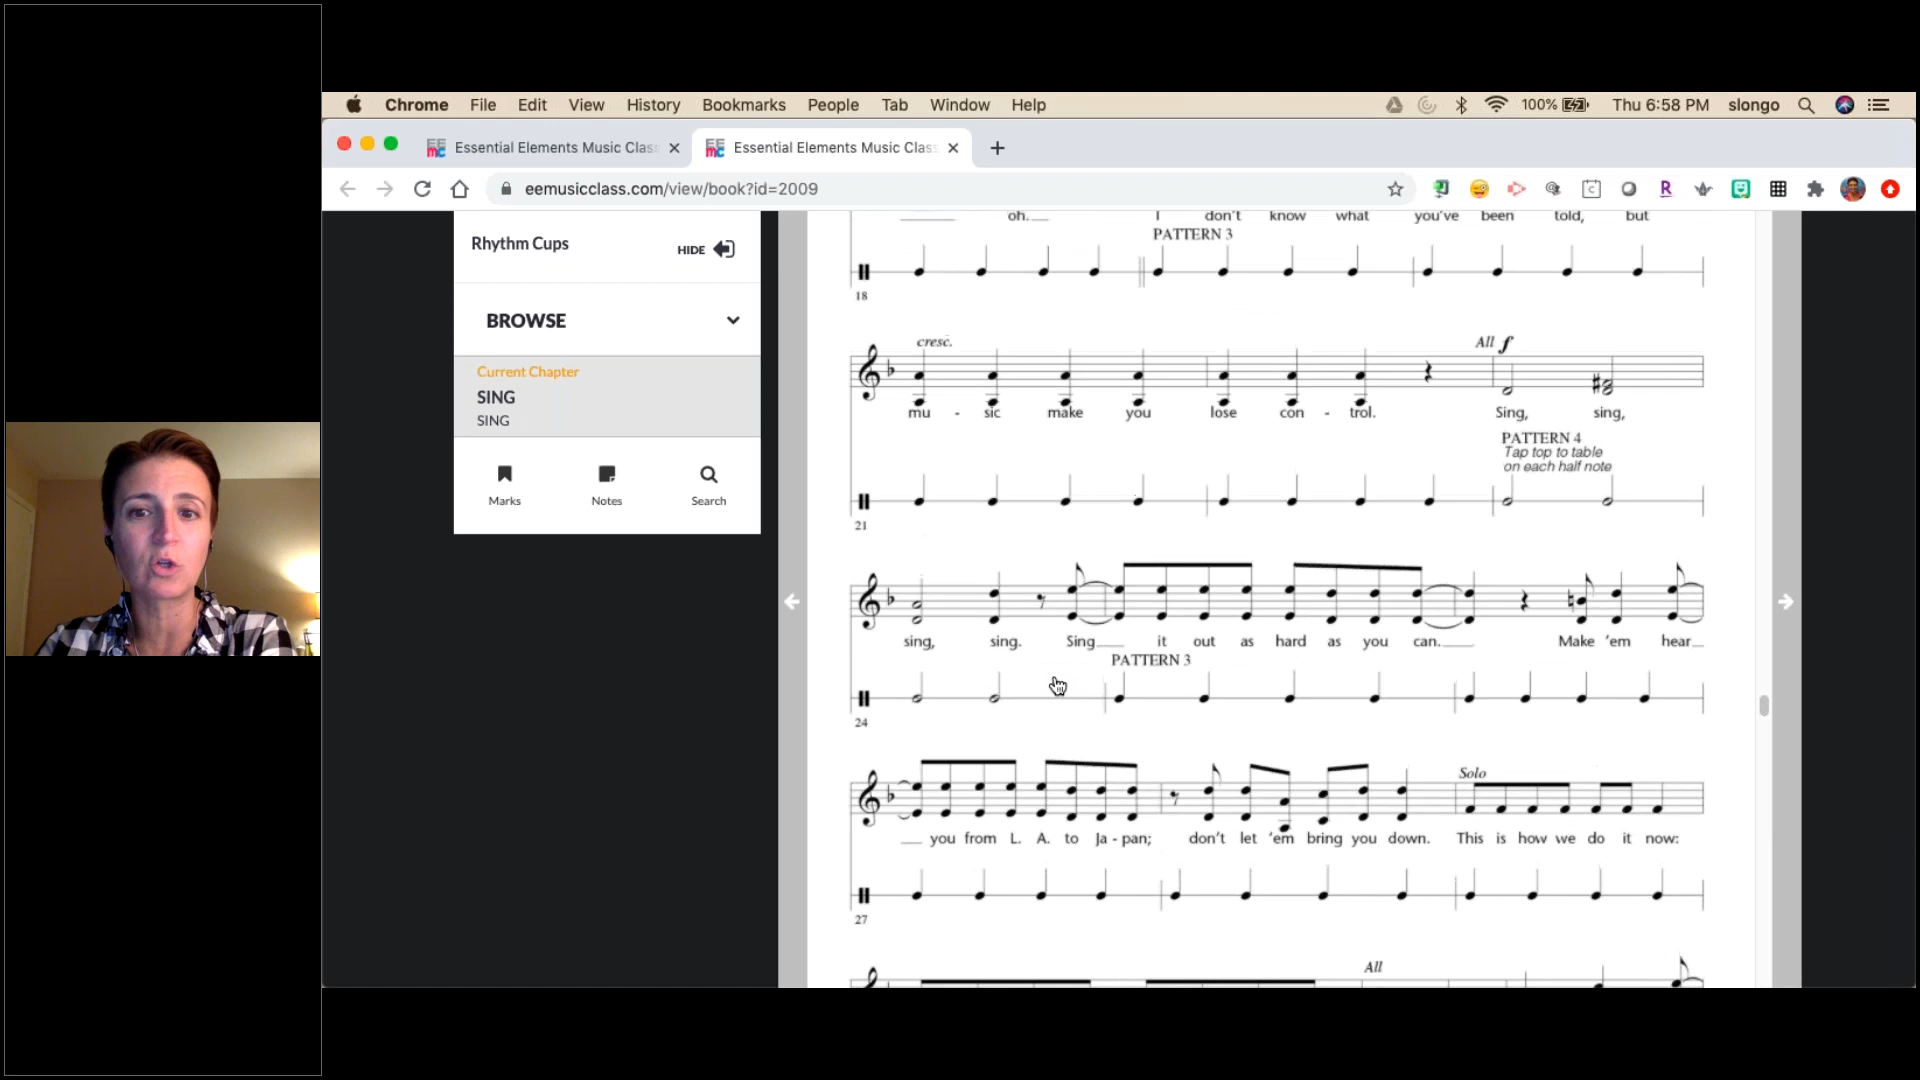 Chrome File Edit View History Bookmarks People Tab Window Help 100% Thu 6:58 PM slongo
Essential Elements Music Clas Essential Elements Music Clas
eemusicclass.com/view/book?id=2009
Rhythm Cups HIDE
BROWSE
Current Chapter
SING
SING
Marks Notes Search
oh. I don't know what you've been told, but
PATTERN 3
18
cresc. All f
mu - sic make you lose con - trol. Sing, sing,
PATTERN 4
Tap top to table
on each half note
21
sing, sing. Sing it out as hard as you can. Make 'em hear
PATTERN 3
24
Solo
you from L. A. to Ja - pan; don't let 'em bring you down. This is how we do it now:
27
All